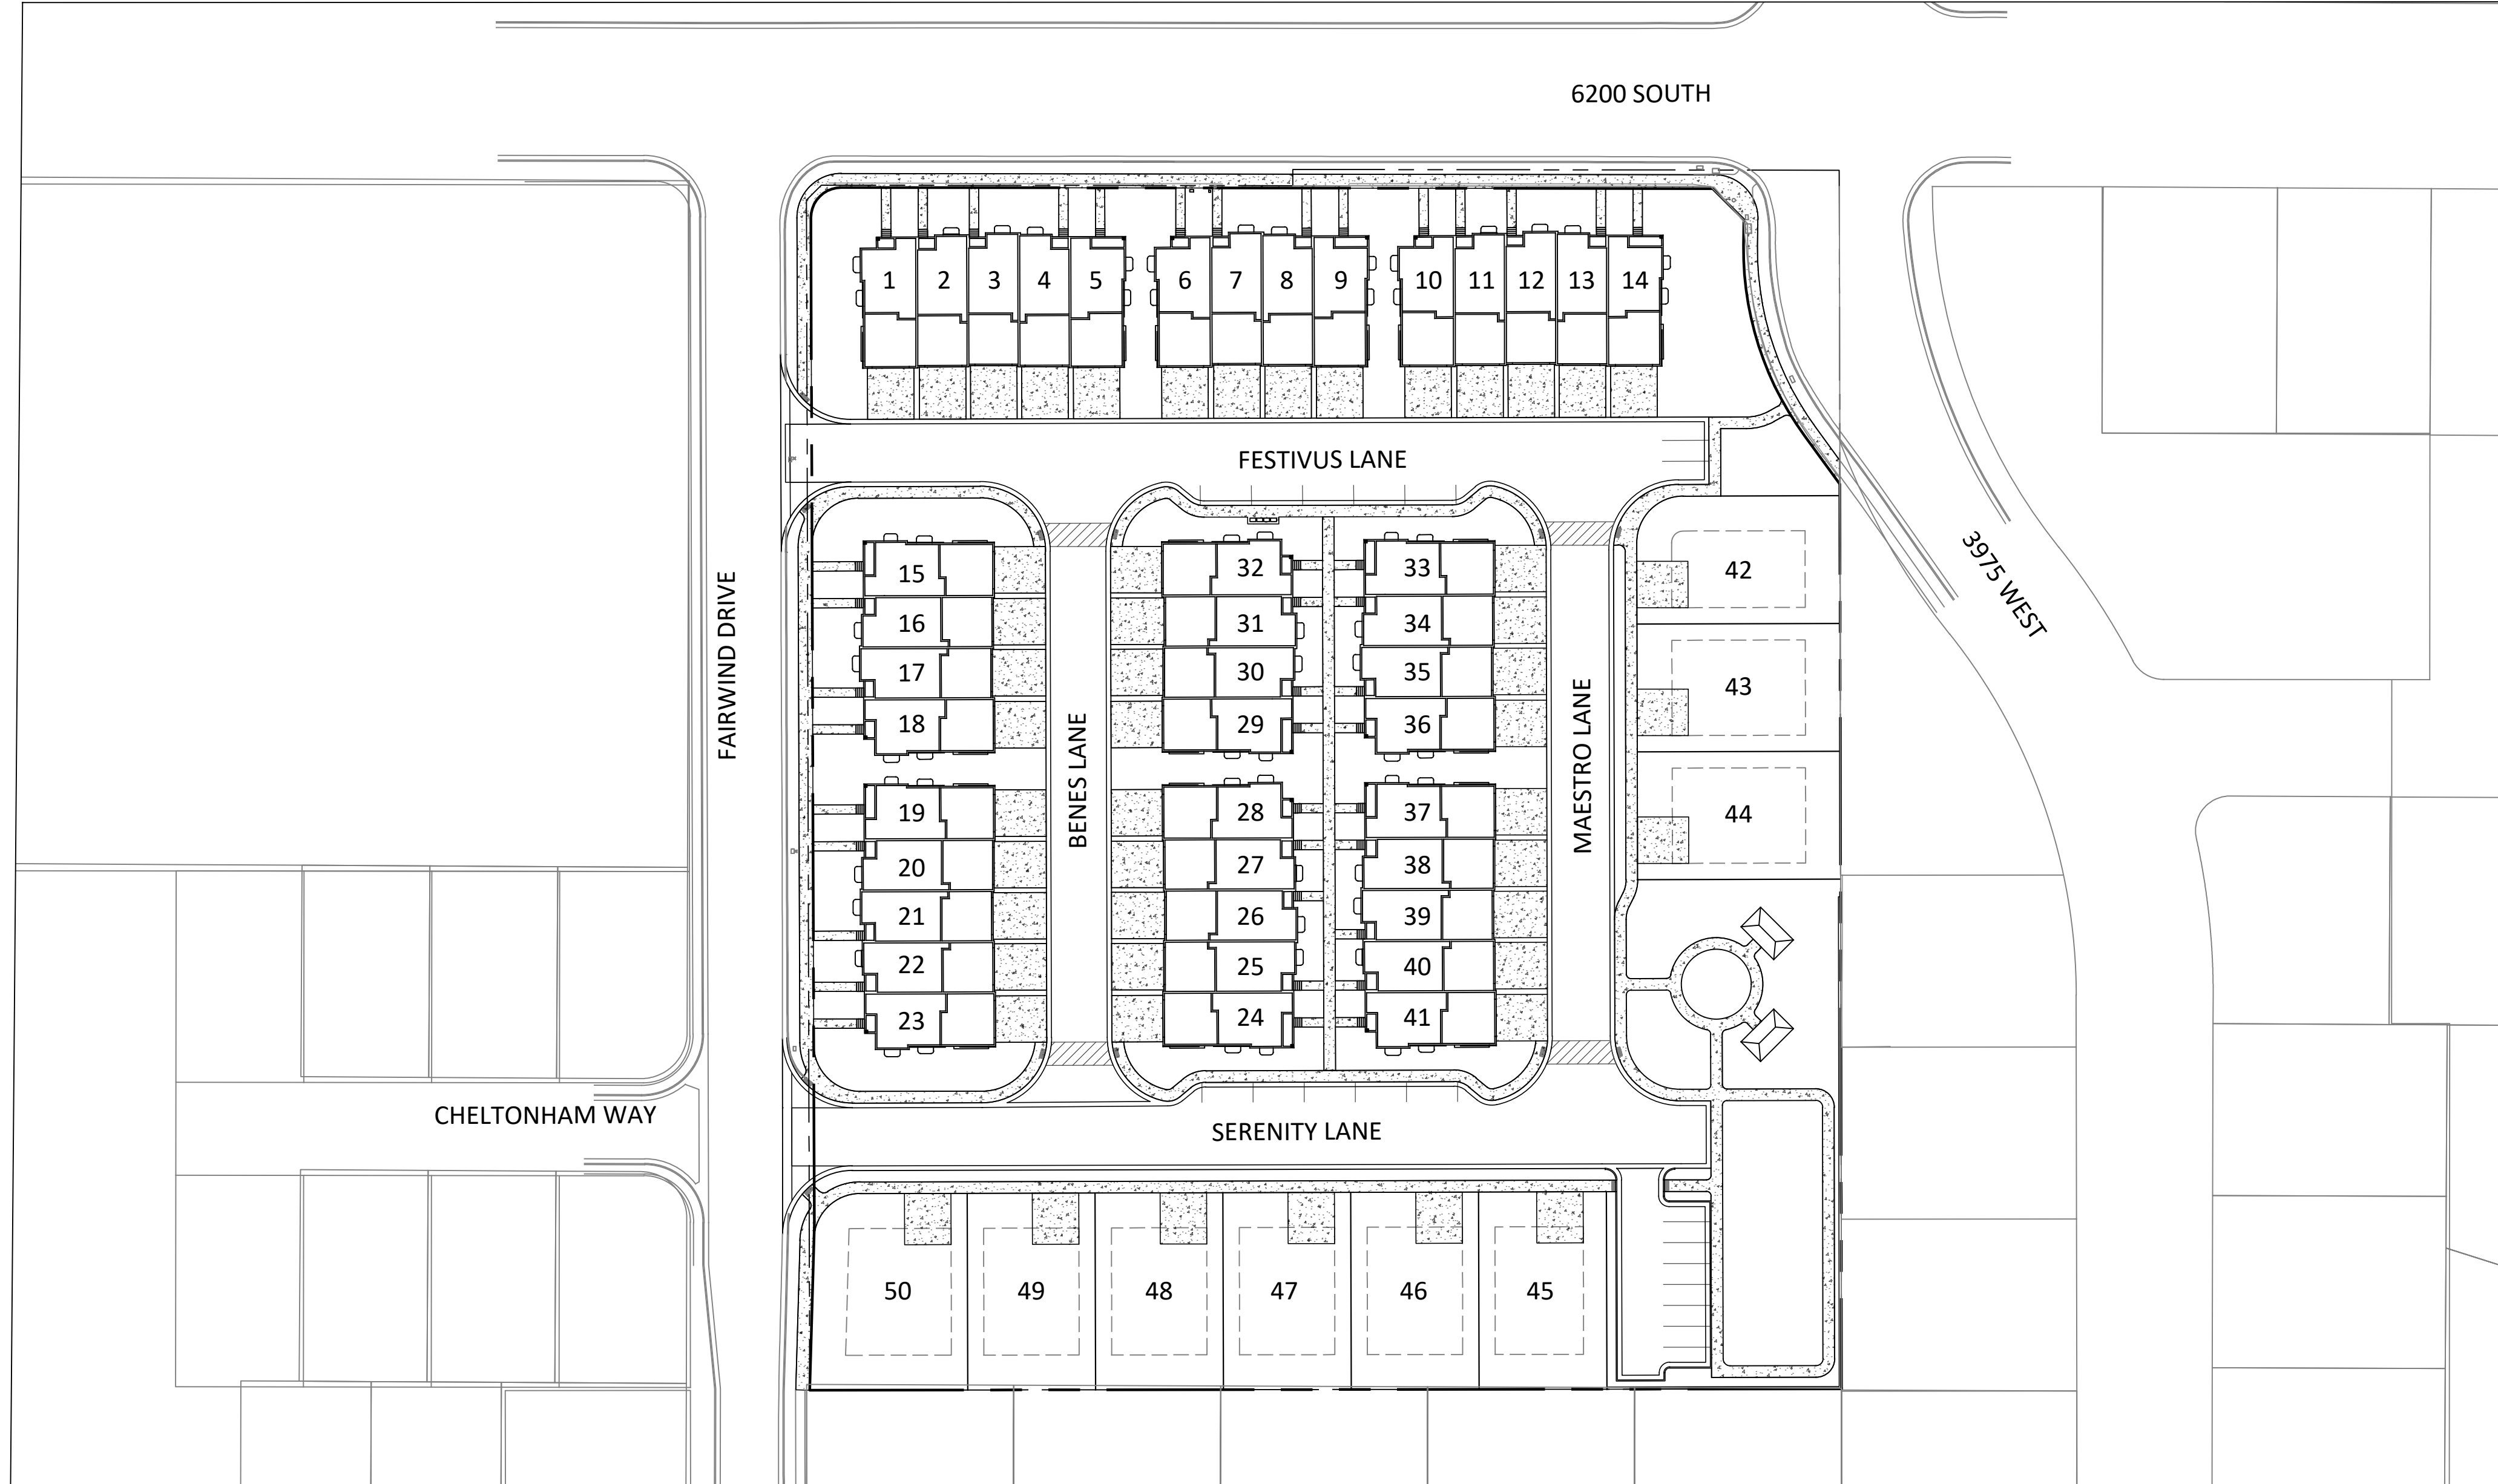 6200 SOUTH
1 2 3 4 5 6 7 8 9 10 11 12 13 14
FESTIVUS LANE
3975 WEST
FAIRWIND DRIVE
15 32 33 42
16 31 34
17 30 35 43
18 29 36
BENES LANE
MAESTRO LANE
19 28 37 44
20 27 38
21 26 39
22 25 40
23 24 41
CHELTONHAM WAY
SERENITY LANE
50 49 48 47 46 45